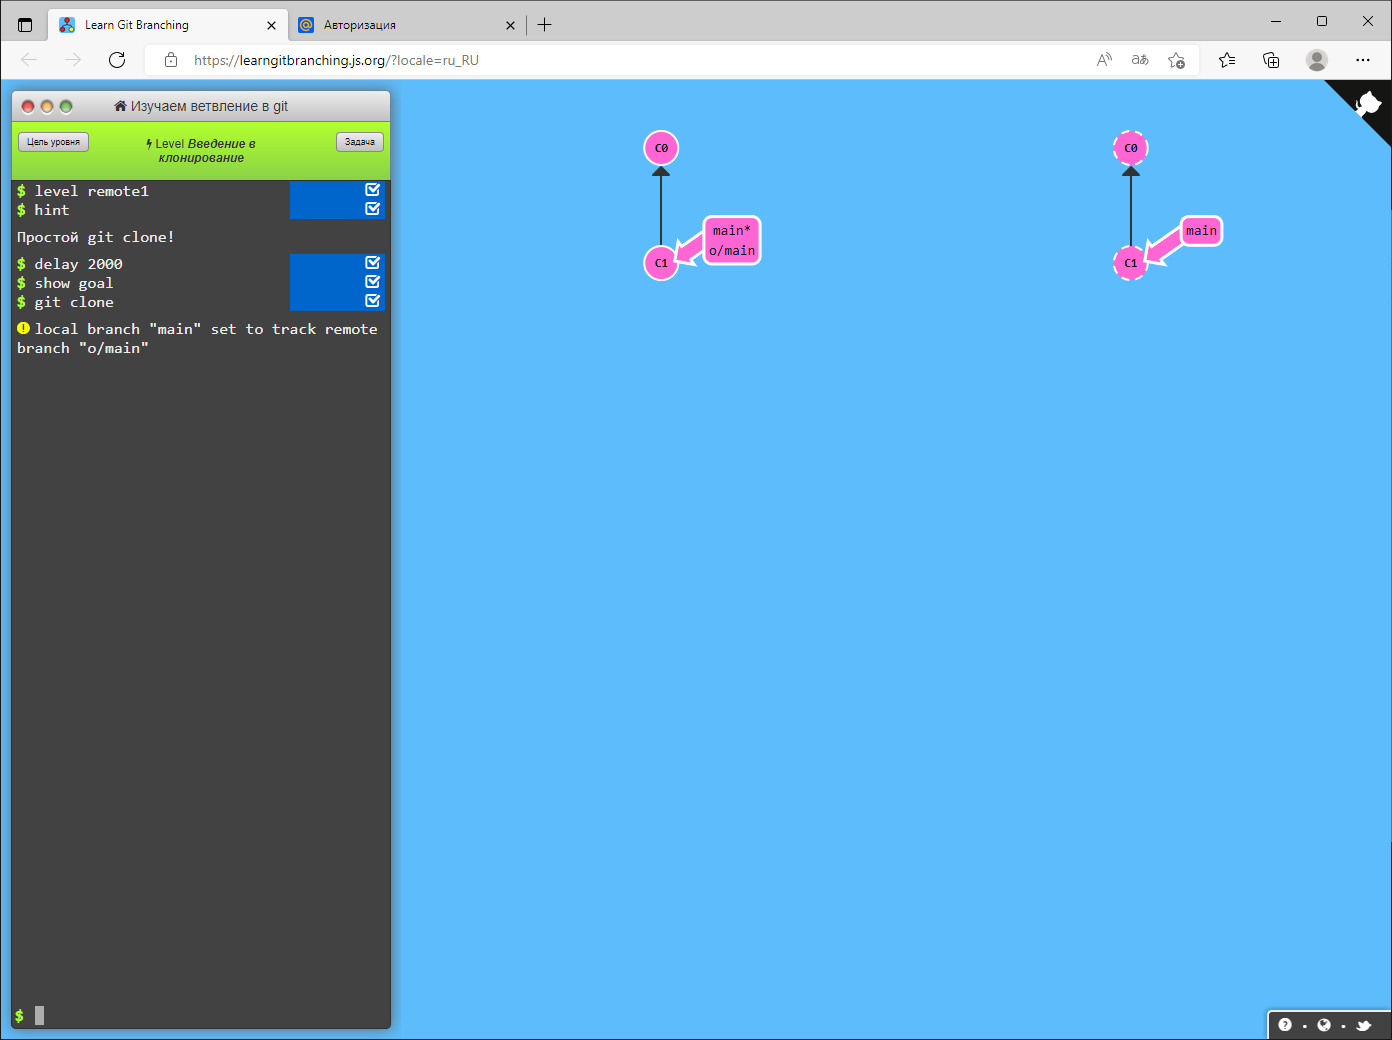 Learn Git Branching
Авторизация
https://learngitbranching.js.org/?locale=ru_RU
Изучаем ветвление в git
Цель уровня
Level Введение в
клонирование
Задача
$ level remote1
$ hint
Простой git clone!
$ delay 2000
$ show goal
$ git clone
local branch "main" set to track remote
branch "o/main"
$
C0
main*
o/main
C1
C0
main
C1